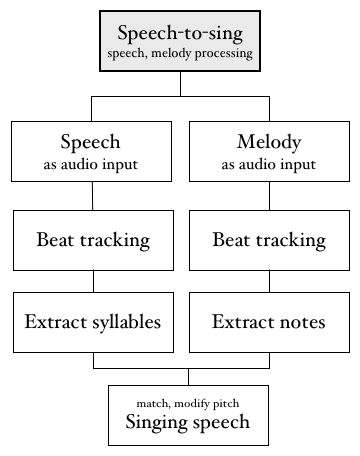 Speech-to-sing
speech, melody processing
Speech
as audio input
Melody
as audio input
Beat tracking
Beat tracking
Extract syllables
Extract notes
match, modify pitch
Singing speech